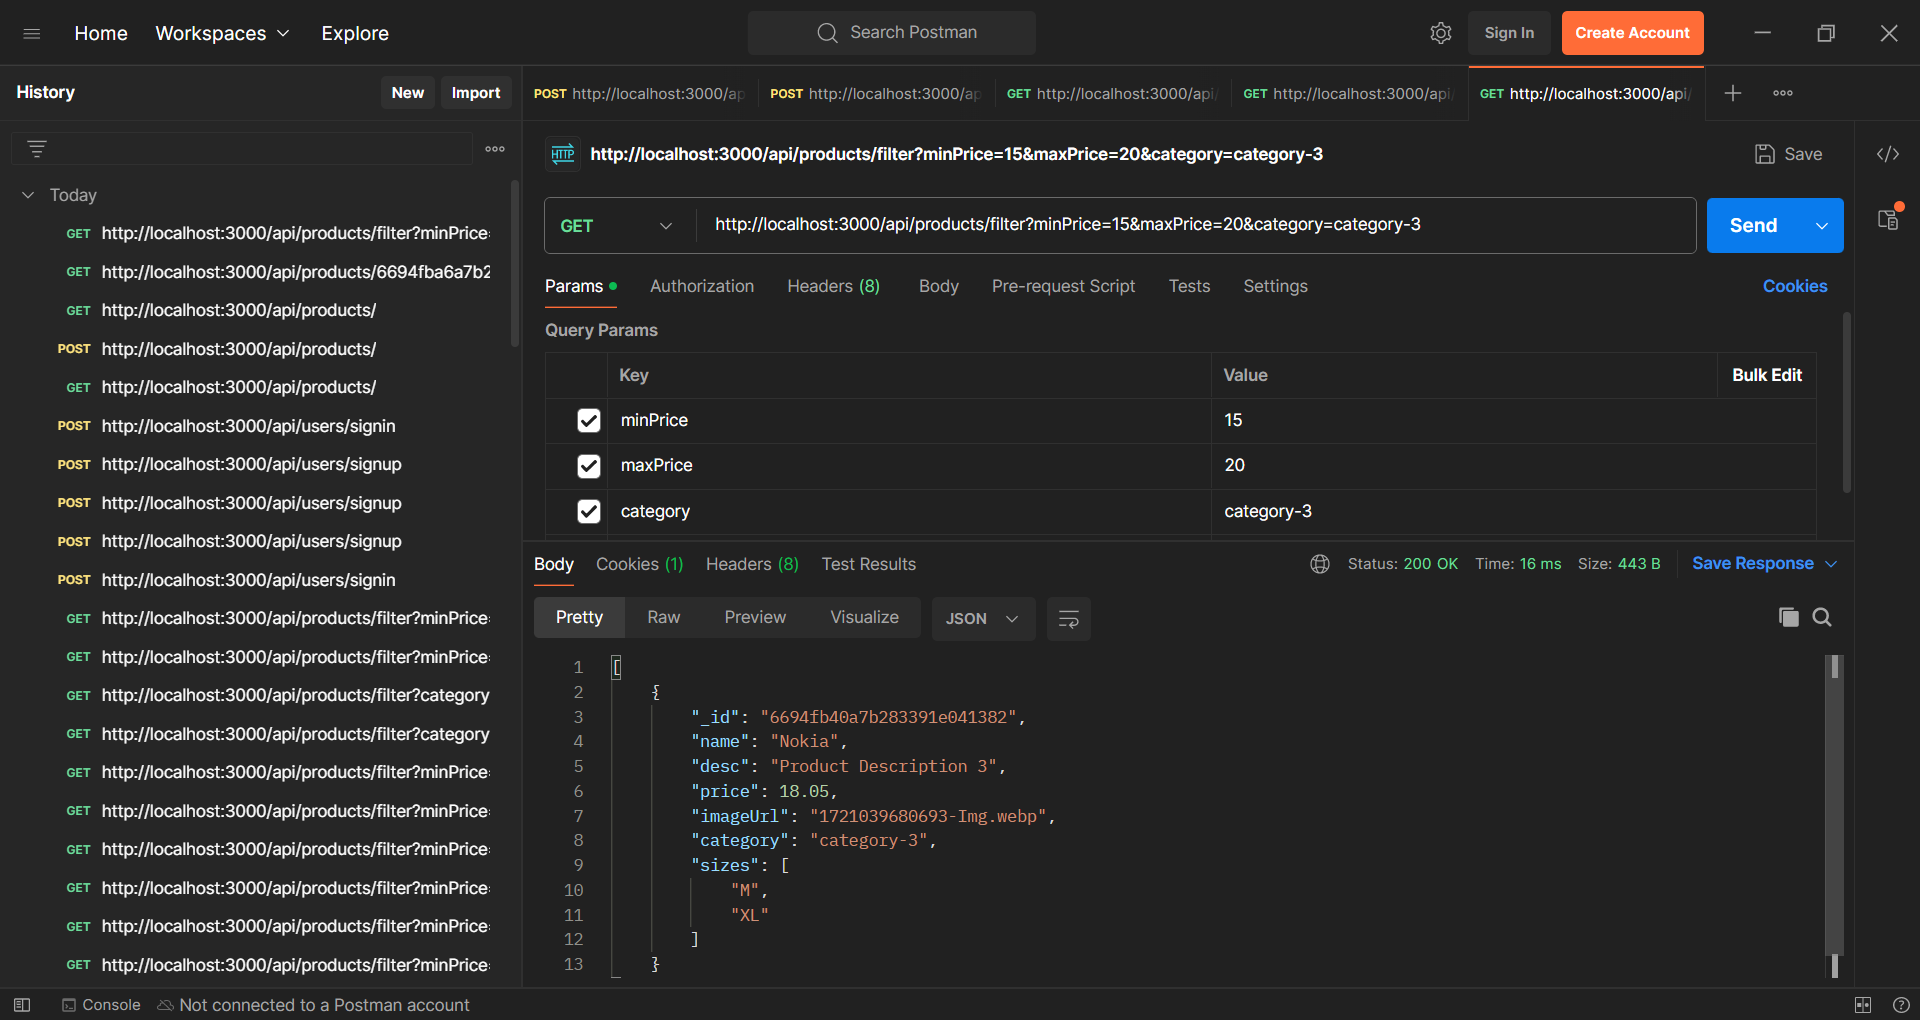 Home Workspaces Explore Search Postman Sign In Create Account
History New Import
POST http://localhost:3000/ap POST http://localhost:3000/ap GET http://localhost:3000/api/ GET http://localhost:3000/api/ GET http://localhost:3000/api/
HTTP http://localhost:3000/api/products/filter?minPrice=15&maxPrice=20&category=category-3 Save
GET http://localhost:3000/api/products/filter?minPrice=15&maxPrice=20&category=category-3 Send
Params Authorization Headers (8) Body Pre-request Script Tests Settings Cookies
Query Params
Key Value Bulk Edit
minPrice 15
maxPrice 20
category category-3
Today
GET http://localhost:3000/api/products/filter?minPrice=
GET http://localhost:3000/api/products/6694fba6a7b2
GET http://localhost:3000/api/products/
POST http://localhost:3000/api/products/
GET http://localhost:3000/api/products/
POST http://localhost:3000/api/users/signin
POST http://localhost:3000/api/users/signup
POST http://localhost:3000/api/users/signup
POST http://localhost:3000/api/users/signup
POST http://localhost:3000/api/users/signin
GET http://localhost:3000/api/products/filter?minPrice=
GET http://localhost:3000/api/products/filter?minPrice=
GET http://localhost:3000/api/products/filter?category
GET http://localhost:3000/api/products/filter?category
GET http://localhost:3000/api/products/filter?minPrice=
GET http://localhost:3000/api/products/filter?minPrice=
GET http://localhost:3000/api/products/filter?minPrice=
GET http://localhost:3000/api/products/filter?minPrice=
GET http://localhost:3000/api/products/filter?minPrice=
GET http://localhost:3000/api/products/filter?minPrice=
Body Cookies (1) Headers (8) Test Results Status: 200 OK Time: 16 ms Size: 443 B Save Response
Pretty Raw Preview Visualize JSON
1 [
2 {
3 "_id": "6694fb40a7b283391e041382",
4 "name": "Nokia",
5 "desc": "Product Description 3",
6 "price": 18.05,
7 "imageUrl": "1721039680693-Img.webp",
8 "category": "category-3",
9 "sizes": [
10 "M",
11 "XL"
12 ]
13 }
Console Not connected to a Postman account